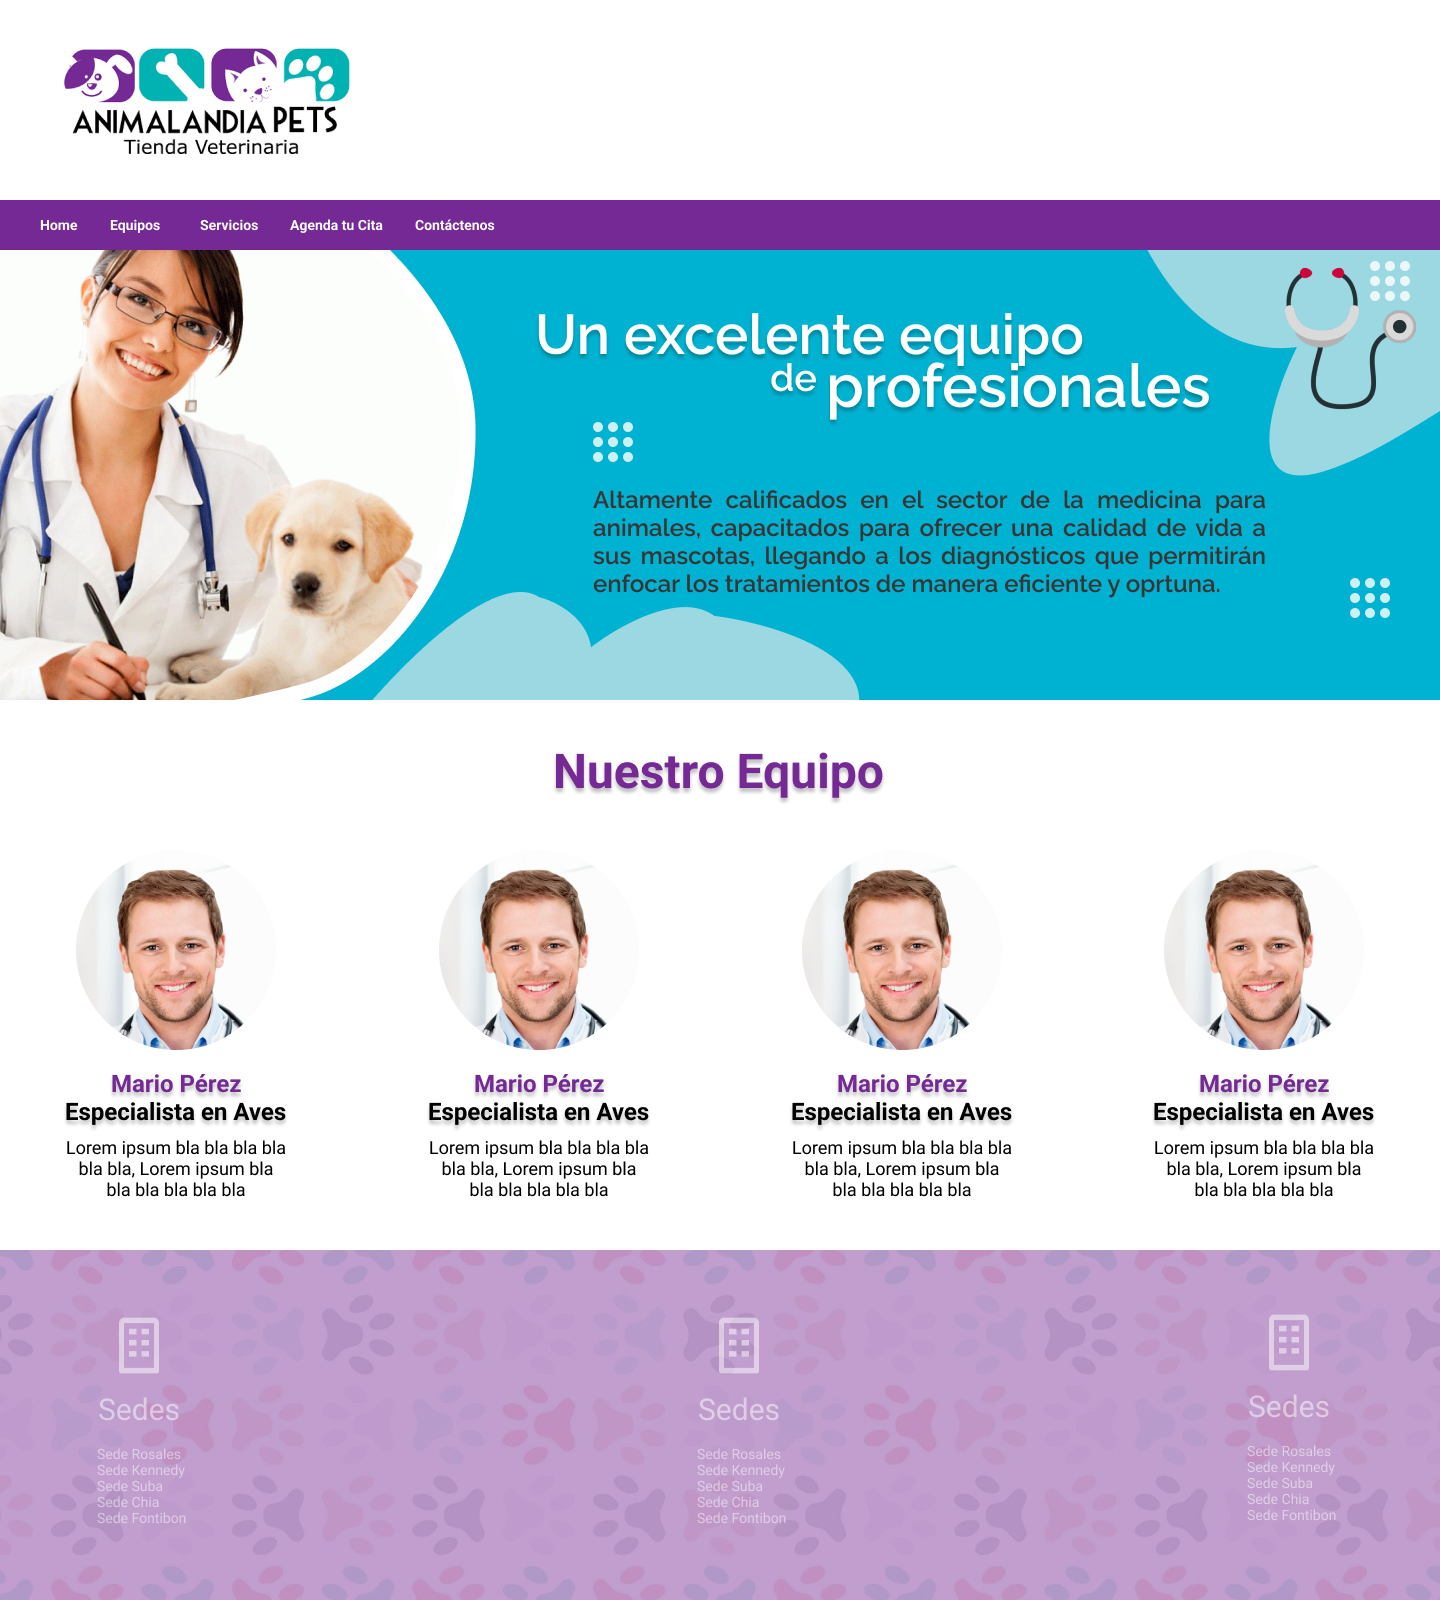 ANIMALANDIA PETS
Tienda Veterinaria
Home Equipos Servicios Agenda tu Cita Contáctenos
Un excelente equipo
de profesionales
Altamente calificados en el sector de la medicina para
animales, capacitados para ofrecer una calidad de vida a
sus mascotas, llegando a los diagnósticos que permitirán
enfocar los tratamientos de manera eficiente y oprtuna.
Nuestro Equipo
Mario Pérez
Especialista en Aves
Lorem ipsum bla bla bla bla
bla bla, Lorem ipsum bla
bla bla bla bla bla
Mario Pérez
Especialista en Aves
Lorem ipsum bla bla bla bla
bla bla, Lorem ipsum bla
bla bla bla bla bla
Mario Pérez
Especialista en Aves
Lorem ipsum bla bla bla bla
bla bla, Lorem ipsum bla
bla bla bla bla bla
Mario Pérez
Especialista en Aves
Lorem ipsum bla bla bla bla
bla bla, Lorem ipsum bla
bla bla bla bla bla
Sedes
Sede Rosales
Sede Kennedy
Sede Suba
Sede Chia
Sede Fontibon
Sedes
Sede Rosales
Sede Kennedy
Sede Suba
Sede Chia
Sede Fontibon
Sedes
Sede Rosales
Sede Kennedy
Sede Suba
Sede Chia
Sede Fontibon